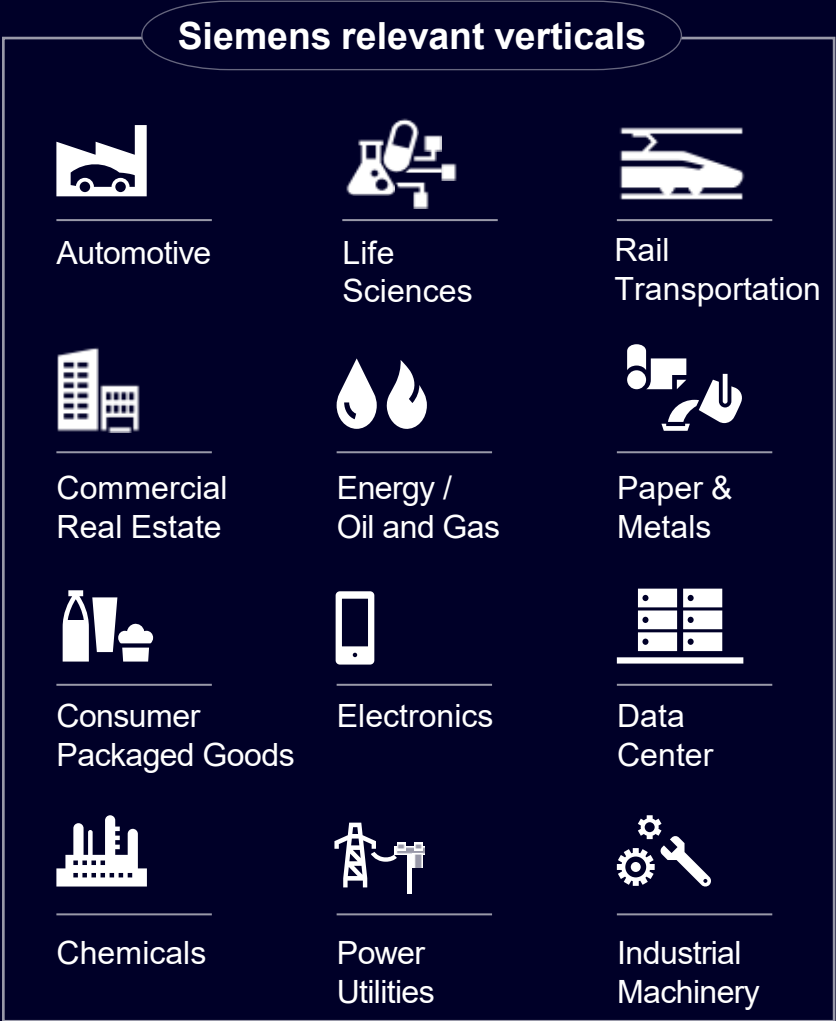 Siemens relevant verticals
Automotive
Life
Sciences
Rail
Transportation
Commercial
Real Estate
Energy /
Oil and Gas
Paper &
Metals
Consumer
Packaged Goods
Electronics
Data
Center
Chemicals
Power
Utilities
Industrial
Machinery